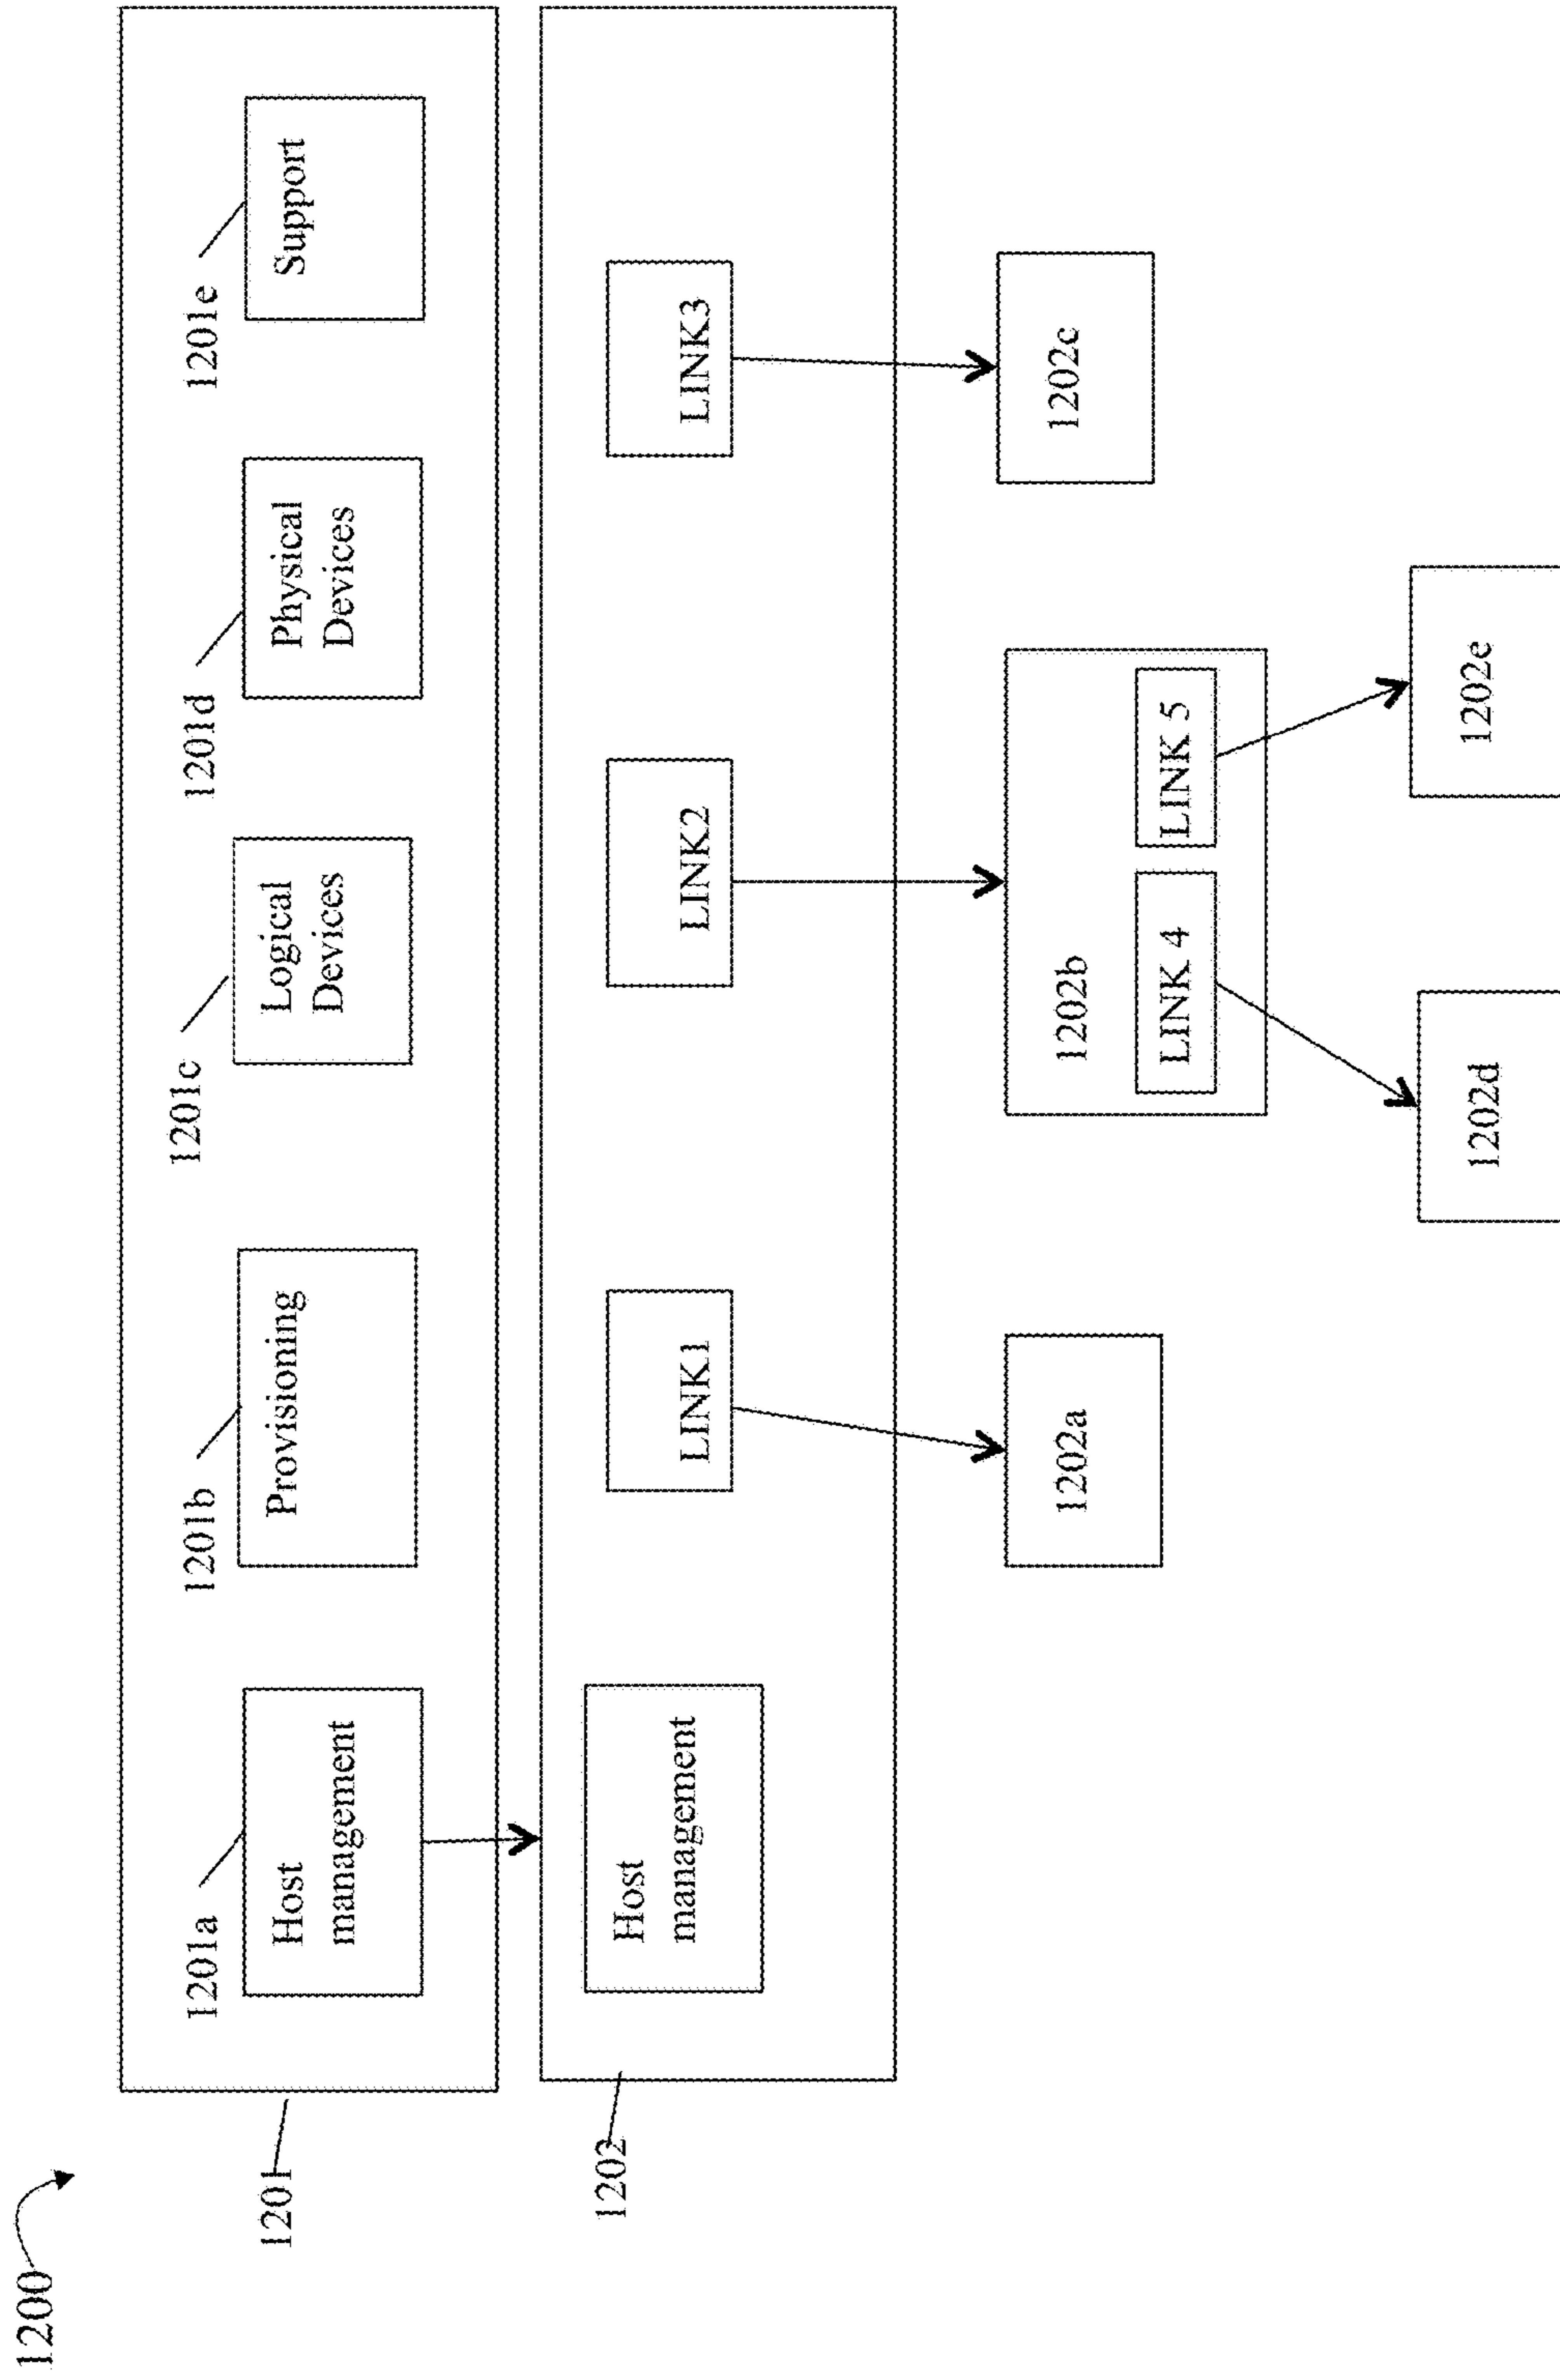 1200
1201
1201a
1201b
1201c
1201d
1201e
Host
management
Provisioning
Logical
Devices
Physical
Devices
Support
1202
Host
management
LINK1
LINK2
LINK3
1202a
1202b
LINK 4
LINK 5
1202c
1202d
1202e